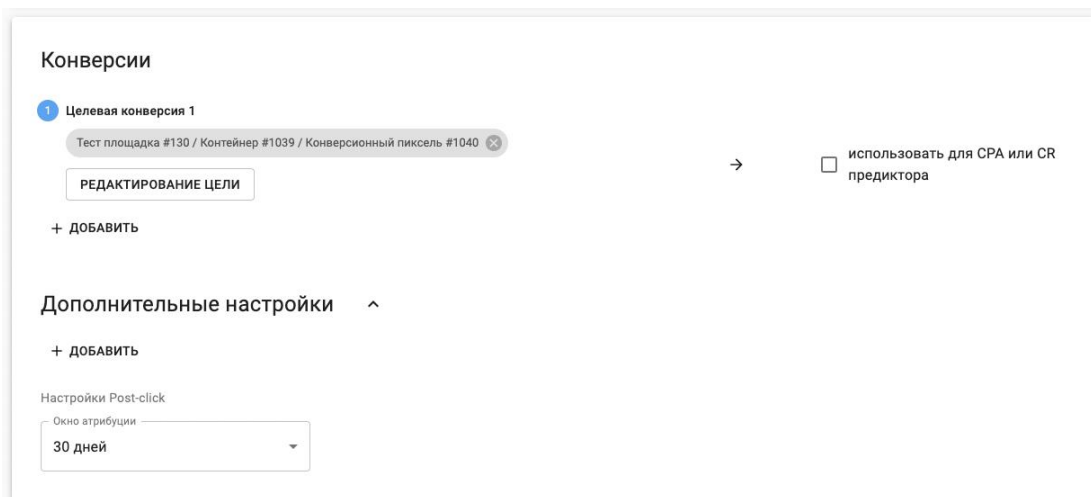 Конверсии
1 Целевая конверсия 1
Тест площадка #130 / Контейнер #1039 / Конверсионный пиксель #1040
РЕДАКТИРОВАНИЕ ЦЕЛИ
использовать для CPA или CR
предиктора
+ ДОБАВИТЬ
Дополнительные настройки
+ ДОБАВИТЬ
Настройки Post-click
Окно атрибуции
30 дней